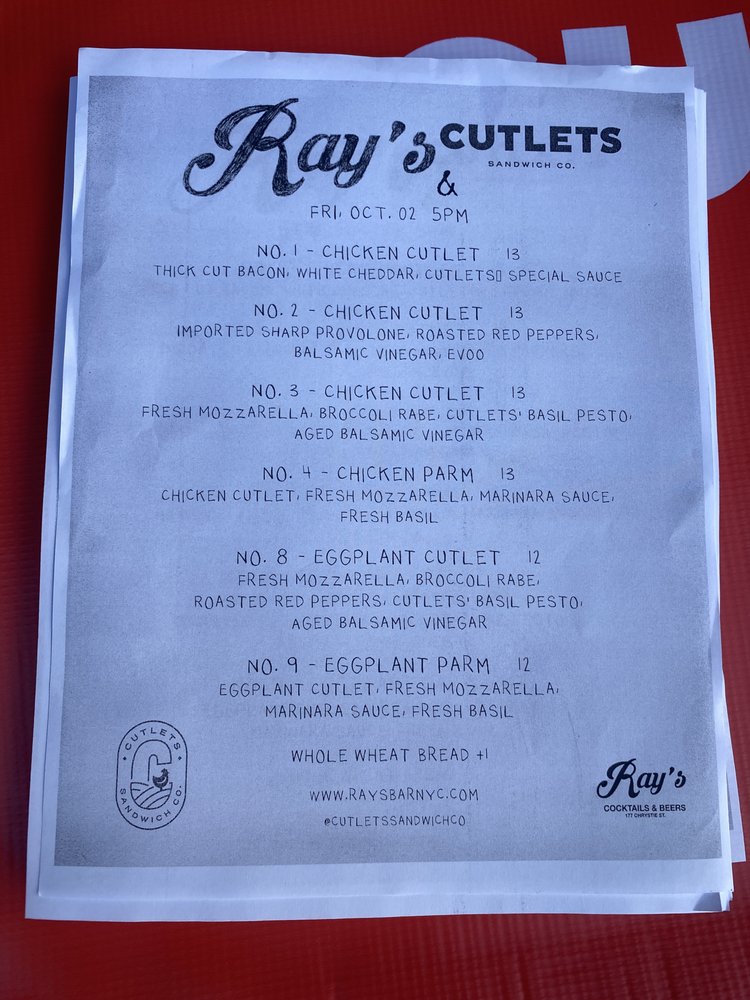 Ray's CUTLETS
SANDWICH CO.
&
FRI, OCT. 02 5PM
NO. 1 - CHICKEN CUTLET 13
THICK CUT BACON, WHITE CHEDDAR, CUTLETS▯ SPECIAL SAUCE
NO. 2 - CHICKEN CUTLET 13
IMPORTED SHARP PROVOLONE, ROASTED RED PEPPERS,
BALSAMIC VINEGAR, EVOO
NO. 3 - CHICKEN CUTLET 13
FRESH MOZZARELLA, BROCCOLI RABE, CUTLETS' BASIL PESTO,
AGED BALSAMIC VINEGAR
NO. 4 - CHICKEN PARM 13
CHICKEN CUTLET, FRESH MOZZARELLA, MARINARA SAUCE,
FRESH BASIL
NO. 8 - EGGPLANT CUTLET 12
FRESH MOZZARELLA, BROCCOLI RABE,
ROASTED RED PEPPERS, CUTLETS' BASIL PESTO,
AGED BALSAMIC VINEGAR
NO. 9 - EGGPLANT PARM 12
EGGPLANT CUTLET, FRESH MOZZARELLA,
MARINARA SAUCE, FRESH BASIL
WHOLE WHEAT BREAD +1
WWW.RAYSBARNYC.COM
@CUTLETSSANDWICHCO
CUTLETS
C
SANDWICH CO.
Ray's
COCKTAILS & BEERS
177 CHRYSTIE ST.